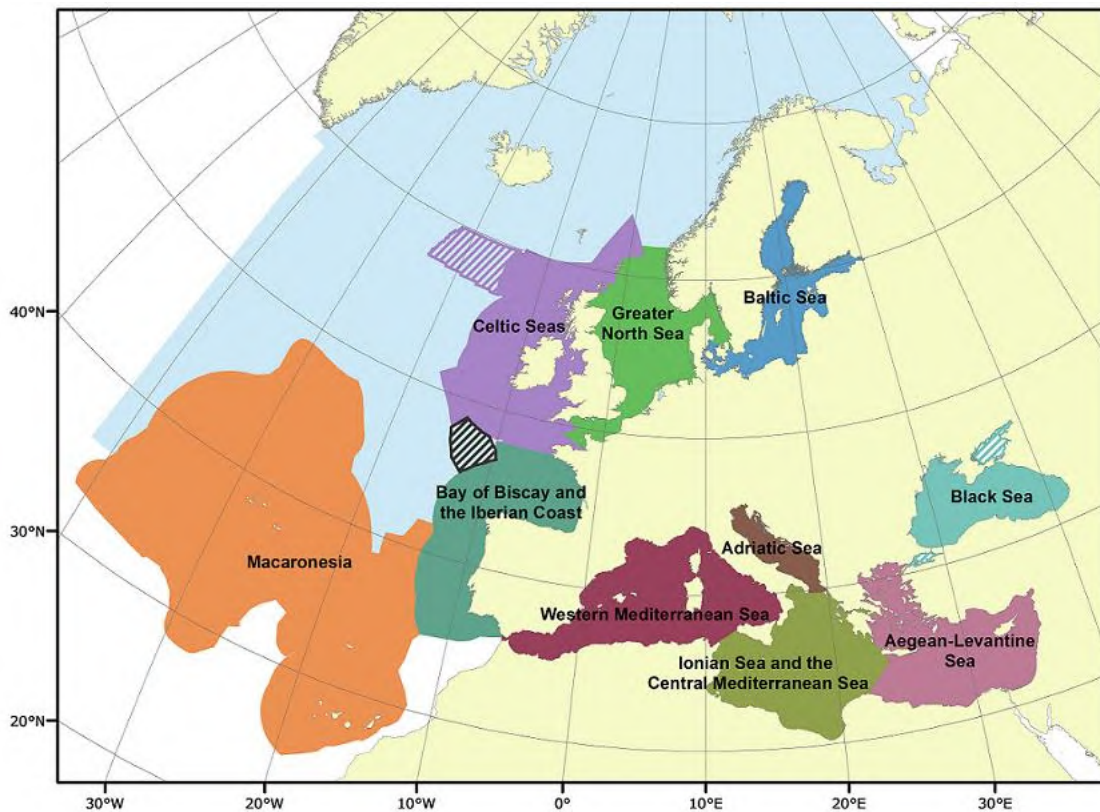 Celtic Seas
Greater
North Sea
Baltic Sea
40°N
Bay of Biscay and
the Iberian Coast
Black Sea
30°N
Macaronesia
Adriatic Sea
Western Mediterranean Sea
Aegean-Levantine
Sea
Ionian Sea and the
Central Mediterranean Sea
20°N
30°W
20°W
10°W
0°
10°E
20°E
30°E